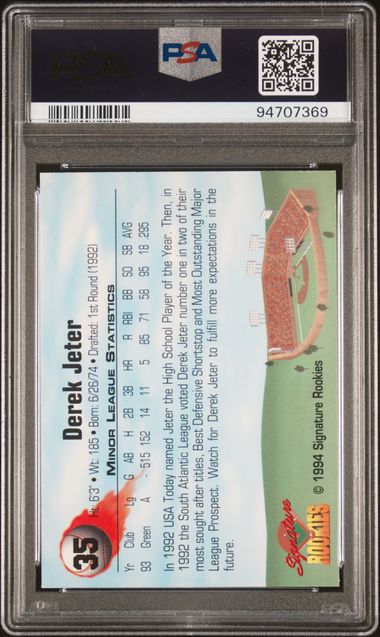 PSA
PSA
94707369
35
Derek Jeter
Ht: 6'3" • Wt: 185 • Born: 6/26/74 • Drafted: 1st Round (1992)
MINOR LEAGUE STATISTICS
Yr Club Lg G AB H 2B 3B HR R RBI BB SO SB AVG
93 Green A - 515 152 14 11 5 85 71 58 95 18 295
In 1992 USA Today named Jeter the High School Player of the Year. Then, in
1992 the South Atlantic League voted Derek Jeter number one in two of their
most sought after titles, Best Defensive Shortstop and Most Outstanding Major
League Prospect. Watch for Derek Jeter to fulfill more expectations in the
future.
Signature
ROOKIES
© 1994 Signature Rookies